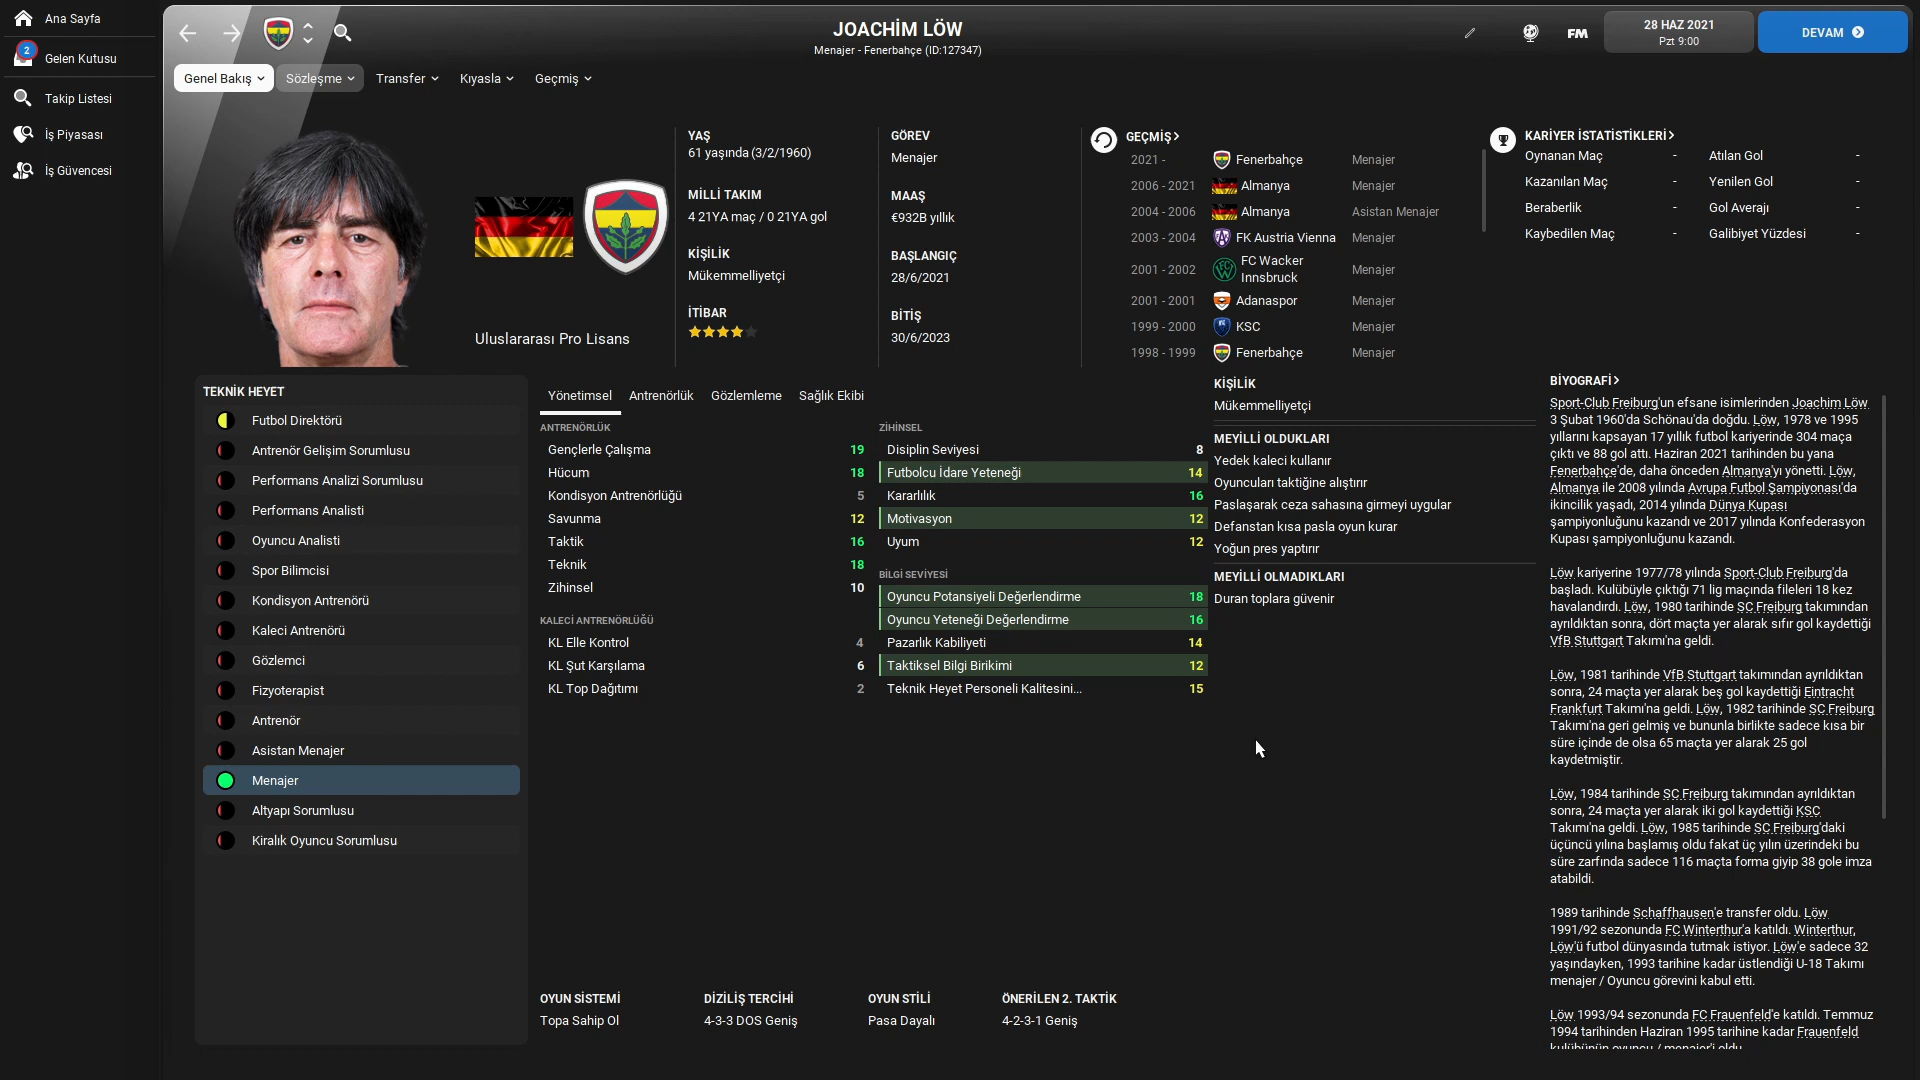 Ana Sayfa
2
Gelen Kutusu
Takip Listesi
İş Piyasası
İş Güvencesi
JOACHİM LÖW
Menajer - Fenerbahçe (ID:127347)
FM
28 HAZ 2021
Pzt 9:00
DEVAM
Genel Bakış
Sözleşme
Transfer
Kıyasla
Geçmiş
Uluslararası Pro Lisans
YAŞ
61 yaşında (3/2/1960)
MİLLİ TAKIM
4 21YA maç / 0 21YA gol
KİŞİLİK
Mükemmelliyetçi
İTİBAR
GÖREV
Menajer
MAAŞ
€932B yıllık
BAŞLANGIÇ
28/6/2021
BİTİŞ
30/6/2023
GEÇMİŞ
2021 - Fenerbahçe Menajer
2006 - 2021 Almanya Menajer
2004 - 2006 Almanya Asistan Menajer
2003 - 2004 FK Austria Vienna Menajer
2001 - 2002 FC Wacker Innsbruck Menajer
2001 - 2001 Adanaspor Menajer
1999 - 2000 KSC Menajer
1998 - 1999 Fenerbahçe Menajer
KARİYER İSTATİSTİKLERİ
Oynanan Maç - Atılan Gol -
Kazanılan Maç - Yenilen Gol -
Beraberlik - Gol Averajı -
Kaybedilen Maç - Galibiyet Yüzdesi -
TEKNİK HEYET
Futbol Direktörü
Antrenör Gelişim Sorumlusu
Performans Analizi Sorumlusu
Performans Analisti
Oyuncu Analisti
Spor Bilimcisi
Kondisyon Antrenörü
Kaleci Antrenörü
Gözlemci
Fizyoterapist
Antrenör
Asistan Menajer
Menajer
Altyapı Sorumlusu
Kiralık Oyuncu Sorumlusu
Yönetimsel Antrenörlük Gözlemleme Sağlık Ekibi
ANTRENÖRLÜK
Gençlerle Çalışma 19
Hücum 18
Kondisyon Antrenörlüğü 5
Savunma 12
Taktik 16
Teknik 18
Zihinsel 10
KALECİ ANTRENÖRLÜĞÜ
KL Elle Kontrol 4
KL Şut Karşılama 6
KL Top Dağıtımı 2
ZİHİNSEL
Disiplin Seviyesi 8
Futbolcu İdare Yeteneği 14
Kararlılık 16
Motivasyon 12
Uyum 12
BİLGİ SEVİYESİ
Oyuncu Potansiyeli Değerlendirme 18
Oyuncu Yeteneği Değerlendirme 16
Pazarlık Kabiliyeti 14
Taktiksel Bilgi Birikimi 12
Teknik Heyet Personeli Kalitesini... 15
KİŞİLİK
Mükemmelliyetçi
MEYİLLİ OLDUKLARI
Yedek kaleci kullanır
Oyuncuları taktiğine alıştırır
Paslaşarak ceza sahasına girmeyi uygular
Defanstan kısa pasla oyun kurar
Yoğun pres yaptırır
MEYİLLİ OLMADIKLARI
Duran toplara güvenir
OYUN SİSTEMİ
Topa Sahip Ol
DİZİLİŞ TERCİHİ
4-3-3 DOS Geniş
OYUN STİLİ
Pasa Dayalı
ÖNERİLEN 2. TAKTİK
4-2-3-1 Geniş
BİYOGRAFİ
Sport-Club Freiburg'un efsane isimlerinden Joachim Löw
3 Şubat 1960'da Schönau'da doğdu. Löw, 1978 ve 1995
yıllarını kapsayan 17 yıllık futbol kariyerinde 304 maça
çıktı ve 88 gol attı. Haziran 2021 tarihinden bu yana
Fenerbahçe'de, daha önceden Almanya'yı yönetti. Löw,
Almanya ile 2008 yılında Avrupa Futbol Şampiyonası'da
ikincilik yaşadı, 2014 yılında Dünya Kupası
şampiyonluğunu kazandı ve 2017 yılında Konfederasyon
Kupası şampiyonluğunu kazandı.
Löw kariyerine 1977/78 yılında Sport-Club Freiburg'da
başladı. Kulübüyle çıktığı 71 lig maçında fileleri 18 kez
havalandırdı. Löw, 1980 tarihinde SC Freiburg takımından
ayrıldıktan sonra, dört maçta yer alarak sıfır gol kaydettiği
VfB Stuttgart Takımı'na geldi.
Löw, 1981 tarihinde VfB Stuttgart takımından ayrıldıktan
sonra, 24 maçta yer alarak beş gol kaydettiği Eintracht
Frankfurt Takımı'na geldi. Löw, 1982 tarihinde SC Freiburg
Takımı'na geri gelmiş ve bununla birlikte sadece kısa bir
süre içinde de olsa 65 maçta yer alarak 25 gol
kaydetmiştir.
Löw, 1984 tarihinde SC Freiburg takımından ayrıldıktan
sonra, 24 maçta yer alarak iki gol kaydettiği KSC
Takımı'na geldi. Löw, 1985 tarihinde SC Freiburg'daki
üçüncü yılına başlamış oldu fakat üç yılın üzerindeki bu
süre zarfında sadece 116 maçta forma giyip 38 gole imza
atabildi.
1989 tarihinde Schaffhausen'e transfer oldu. Löw
1991/92 sezonunda FC Winterthur'a katıldı. Winterthur,
Löw'ü futbol dünyasında tutmak istiyor. Löw'e sadece 32
yaşındayken, 1993 tarihine kadar üstlendiği U-18 Takımı
menajer / Oyuncu görevini kabul etti.
Löw 1993/94 sezonunda FC Frauenfeld'e katıldı. Temmuz
1994 tarihinden Haziran 1995 tarihine kadar Frauenfeld
kulübünün oyuncu / menajer'i oldu.